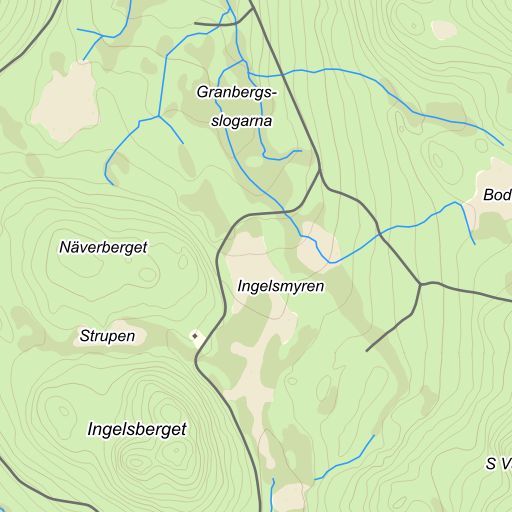 Granbergs-
slogarna
Bod
Näverberget
Ingelsmyren
Strupen
Ingelsberget
S V